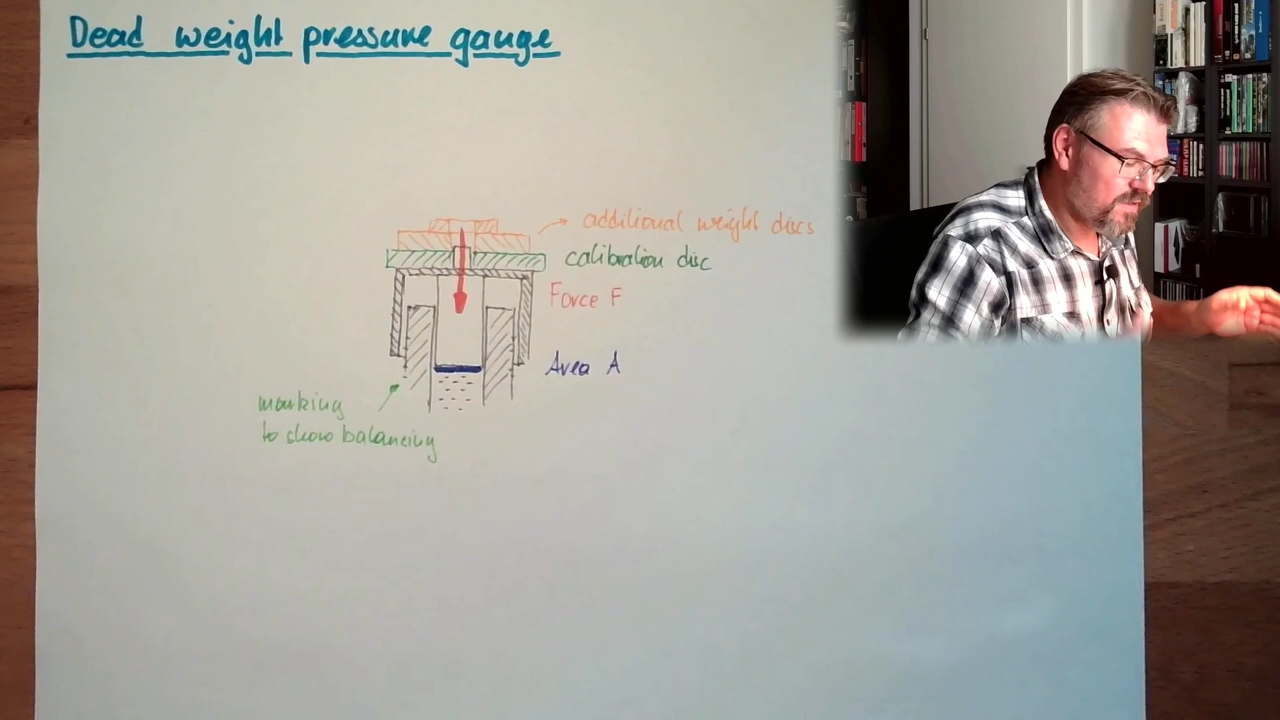 Dead weight pressure gauge
additional weight discs
calibration disc
Force F
Area A
marking
to show balancing